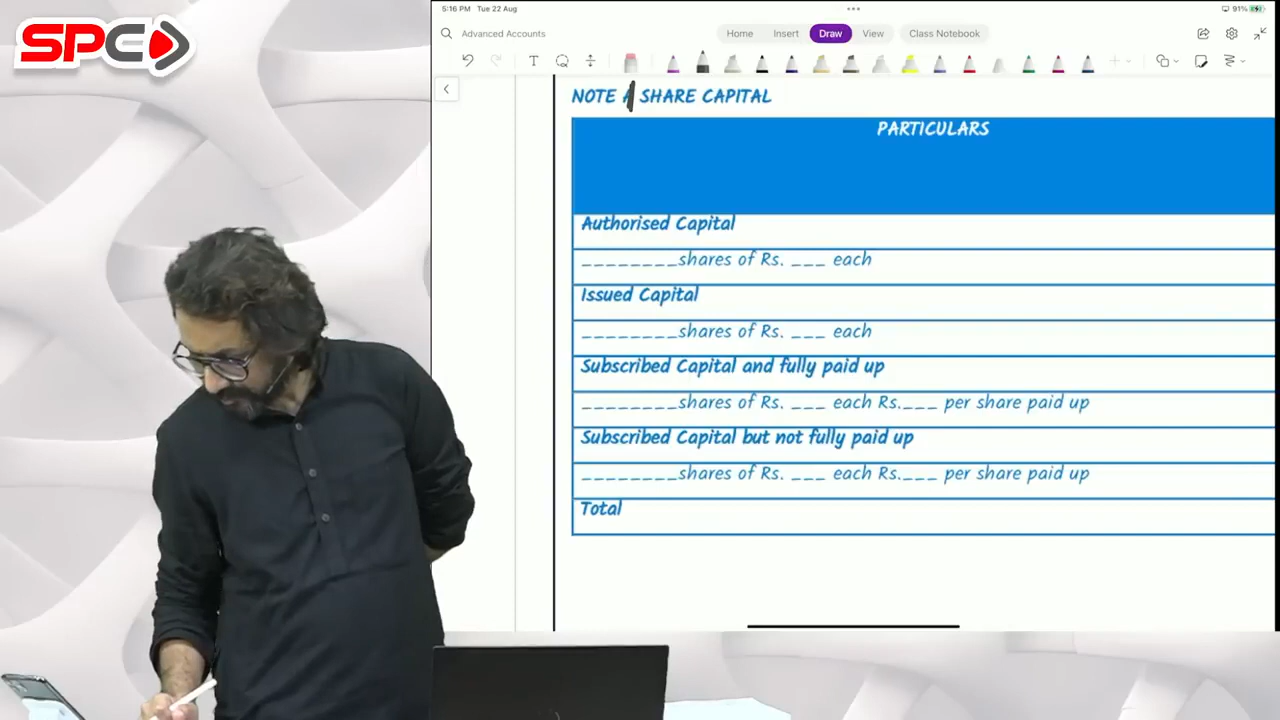 SPC
5:16 PM Tue 22 Aug
91%
Advanced Accounts
Home Insert Draw View Class Notebook
NOTE SHARE CAPITAL
PARTICULARS
Authorised Capital
________shares of Rs. ___ each
Issued Capital
________shares of Rs. ___ each
Subscribed Capital and fully paid up
________shares of Rs. ___ each Rs.___ per share paid up
Subscribed Capital but not fully paid up
________shares of Rs. ___ each Rs.___ per share paid up
Total